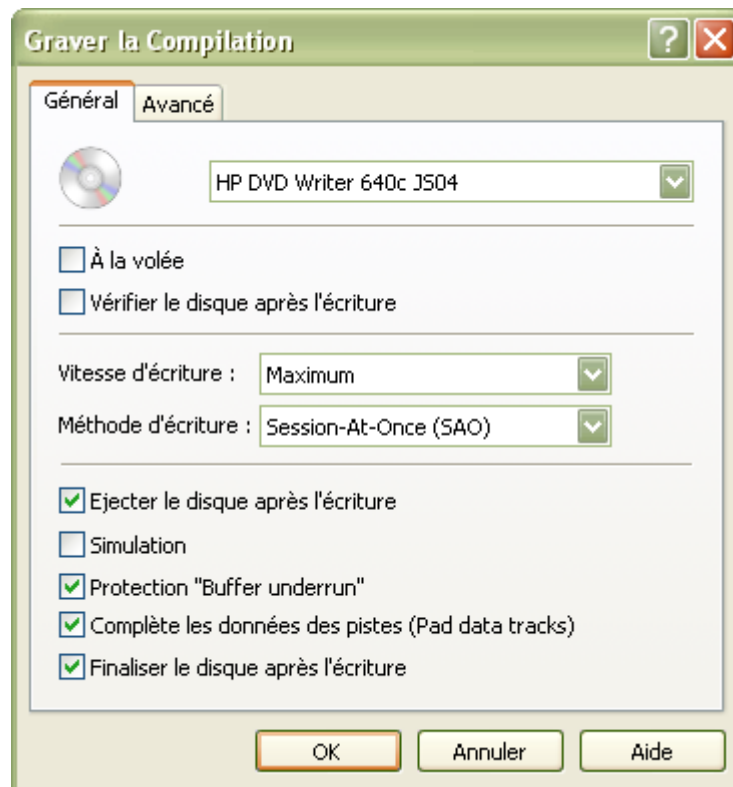 Graver la Compilation
Général
Avancé
HP DVD Writer 640c JS04
À la volée
Vérifier le disque après l'écriture
Vitesse d'écriture : Maximum
Méthode d'écriture : Session-At-Once (SAO)
Ejecter le disque après l'écriture
Simulation
Protection "Buffer underrun"
Complète les données des pistes (Pad data tracks)
Finaliser le disque après l'écriture
OK Annuler Aide